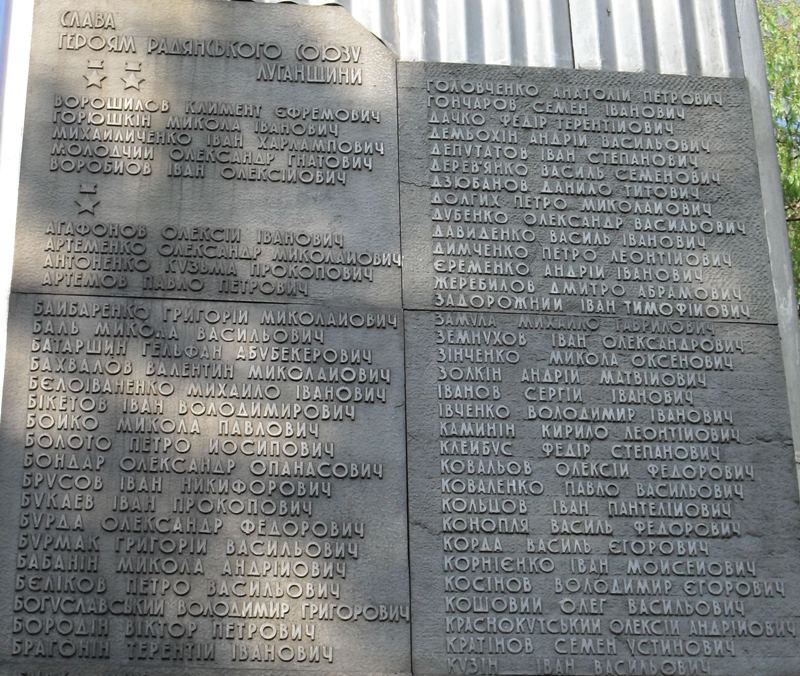 СЛАВА
ГЕРОЯМ РАДЯНСЬКОГО СОЮЗУ
ЛУГАНЩИНИ
ВОРОШИЛОВ КЛИМЕНТ ЄФРЕМОВИЧ
ГОРЮШКІН МИКОЛА ІВАНОВИЧ
МИХАЙЛИЧЕНКО ІВАН ХАРЛАМПОВИЧ
МОЛОДЧИЙ ОЛЕКСАНДР ГНАТОВИЧ
ВОРОБЙОВ ІВАН ОЛЕКСІЙОВИЧ
АГАФОНОВ ОЛЕКСІЙ ІВАНОВИЧ
АРТЕМЕНКО ОЛЕКСАНДР МИКОЛАЙОВИЧ
АНТОНЕНКО КУЗЬМА ПРОКОПОВИЧ
АРТЕМОВ ПАВЛО ПЕТРОВИЧ
БАЙБАРЕНКО ГРИГОРІЙ МИКОЛАЙОВИЧ
БАЛЬ МИКОЛА ВАСИЛЬОВИЧ
БАТАРШИН ГЕЛЬФАН АБУБЕКЕРОВИЧ
БАХВАЛОВ ВАЛЕНТИН МИКОЛАЙОВИЧ
БЄЛОІВАНЕНКО МИХАЙЛО ІВАНОВИЧ
БІКЕТОВ ІВАН ВОЛОДИМИРОВИЧ
БОЙКО МИКОЛА ПАВЛОВИЧ
БОЛОТО ПЕТРО ЙОСИПОВИЧ
БОНДАР ОЛЕКСАНДР ОПАНАСОВИЧ
БРУСОВ ІВАН НИКИФОРОВИЧ
БУКАЕВ ІВАН ПРОКОПОВИЧ
БУРДА ОЛЕКСАНДР ФЕДОРОВИЧ
БУРМАК ГРИГОРІЙ ВАСИЛЬОВИЧ
БАБАНІН МИКОЛА АНДРІЙОВИЧ
БЄЛІКОВ ПЕТРО ВАСИЛЬОВИЧ
БОГУСЛАВСЬКИЙ ВОЛОДИМИР ГРИГОРОВИЧ
БОРОДІН ВІКТОР ПЕТРОВИЧ
БРАГОНІН ТЕРЕНТІЙ ІВАНОВИЧ
ГОЛОВЧЕНКО АНАТОЛІЙ ПЕТРОВИЧ
ГОНЧАРОВ СЕМЕН ІВАНОВИЧ
ДАЧКО ФЕДІР ТЕРЕНТІЙОВИЧ
ДЕМЬОХІН АНДРІЙ ВАСИЛЬОВИЧ
ДЕПУТАТОВ ІВАН СТЕПАНОВИЧ
ДЕРЕВ'ЯНКО ВАСИЛЬ СЕМЕНОВИЧ
ДЗЮБАНОВ ДАНИЛО ТИТОВИЧ
ДОЛГИХ ПЕТРО МИКОЛАЙОВИЧ
ДУБЕНКО ОЛЕКСАНДР ВАСИЛЬОВИЧ
ДАВИДЕНКО ВАСИЛЬ ІВАНОВИЧ
ДИМЧЕНКО ПЕТРО ЛЕОНТІЙОВИЧ
ЄРЕМЕНКО АНДРІЙ ІВАНОВИЧ
ЖЕРЕБИЛОВ ДМИТРО АБРАМОВИЧ
ЗАДОРОЖНИЙ ІВАН ТИМОФІЙОВИЧ
ЗАМУЛА МИХАЙЛО ГАВРИЛОВИЧ
ЗЕМНУХОВ ІВАН ОЛЕКСАНДРОВИЧ
ЗІНЧЕНКО МИКОЛА ОКСЕНОВИЧ
ЗОЛКІН АНДРІЙ МАТВІЙОВИЧ
ІВАНОВ СЕРГІЙ ІВАНОВИЧ
ІВЧЕНКО ВОЛОДИМИР ІВАНОВИЧ
КАМИНІН КИРИЛО ЛЕОНТІЙОВИЧ
КЛЕЙБУС ФЕДІР СТЕПАНОВИЧ
КОВАЛЬОВ ОЛЕКСІЙ ФЕДОРОВИЧ
КОВАЛЕНКО ПАВЛО ВАСИЛЬОВИЧ
КОЛЬЦОВ ІВАН ПАНТЕЛІЙОВИЧ
КОНОПЛЯ ВАСИЛЬ ФЕДОРОВИЧ
КОРДА ВАСИЛЬ ЄГОРОВИЧ
КОРНІЄНКО ІВАН МОЙСЕЙОВИЧ
КОСІНОВ ВОЛОДИМИР ЄГОРОВИЧ
КОШОВИЙ ОЛЕГ ВАСИЛЬОВИЧ
КРАСНОКУТСЬКИЙ ОЛЕКСІЙ АНДРІЙОВИЧ
КРАТІНОВ СЕМЕН УСТИНОВИЧ
КУЗІН ІВАН ВАСИЛЬОВИЧ